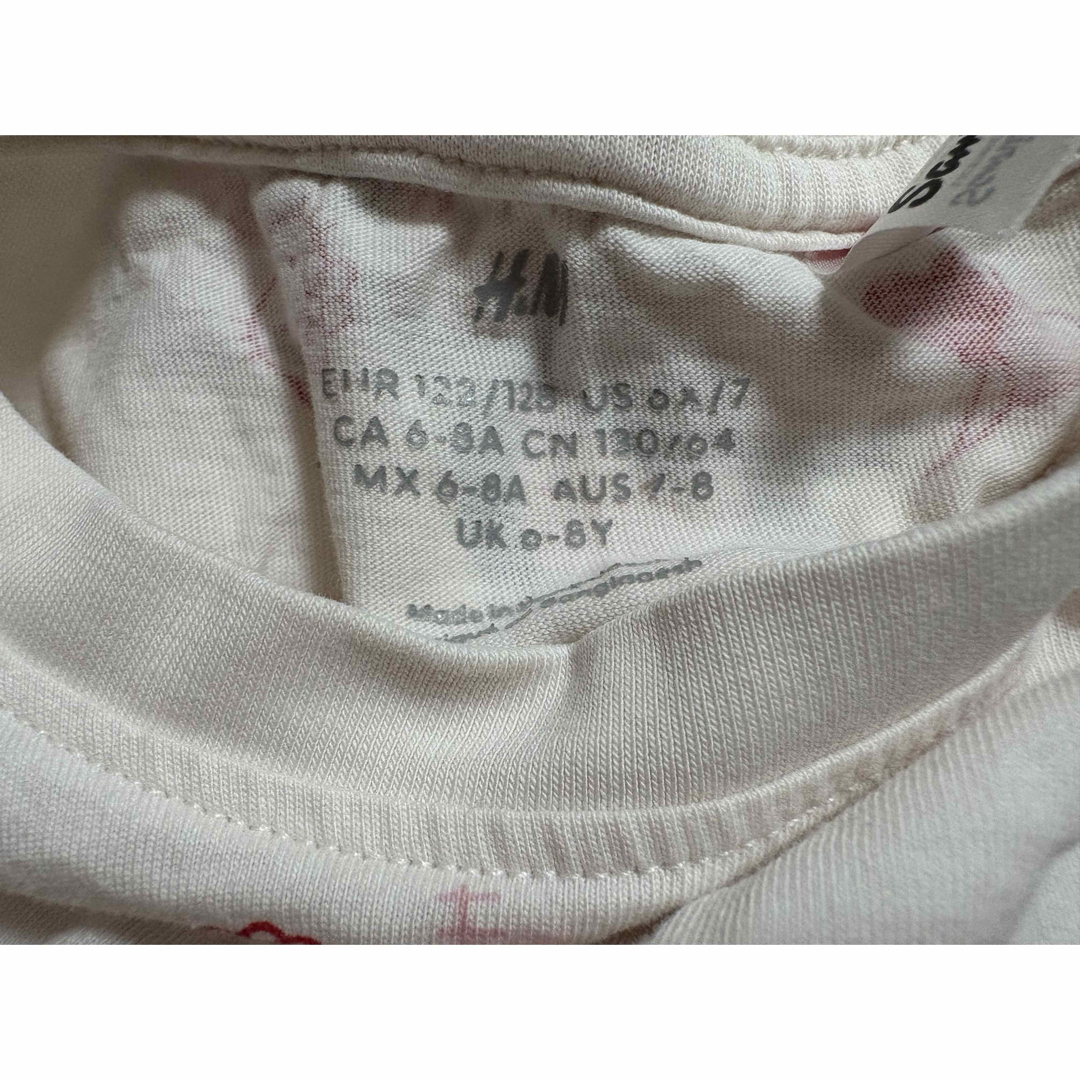 H&M
EUR 122/128 US 6X/7
CA 6-8A CN 130/64
MX 6-8A AUS 7-8
UK 6-8Y
Made in Bangladesh